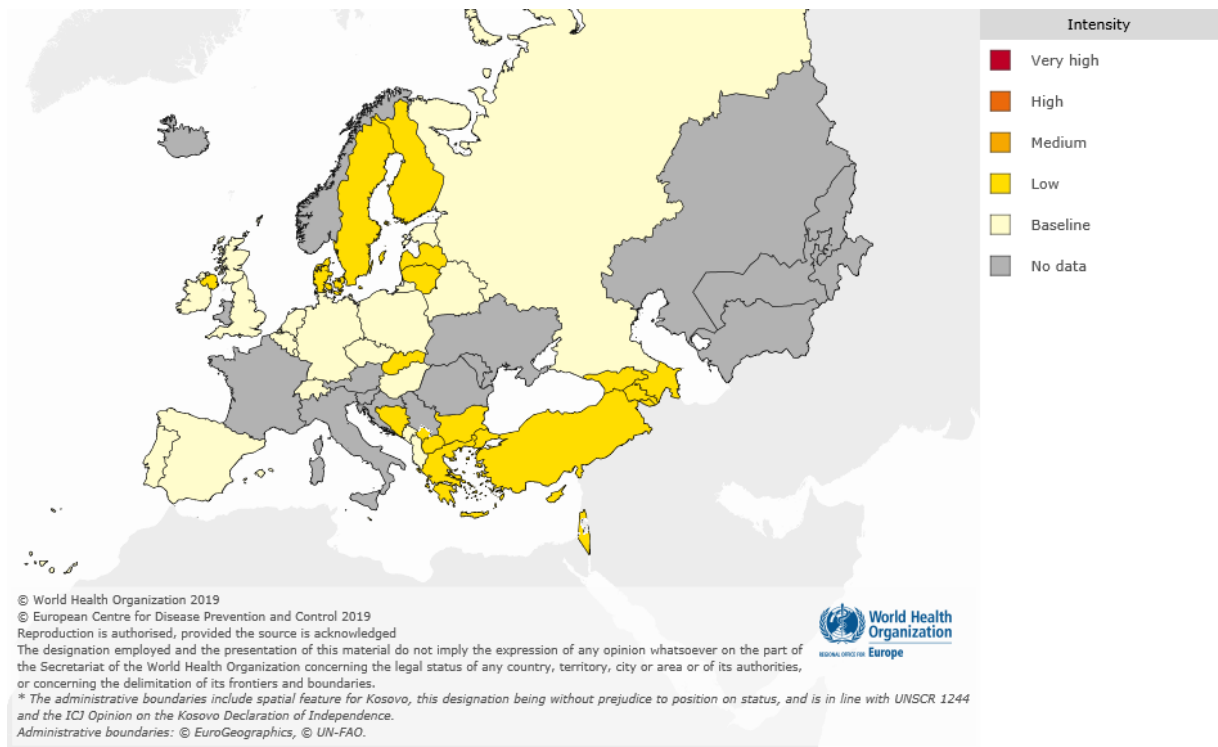 Intensity
Very high
High
Medium
Low
Baseline
No data
© World Health Organization 2019
© European Centre for Disease Prevention and Control 2019
Reproduction is authorised, provided the source is acknowledged
The designation employed and the presentation of this material do not imply the expression of any opinion whatsoever on the part of
the Secretariat of the World Health Organization concerning the legal status of any country, territory, city or area or of its authorities,
or concerning the delimitation of its frontiers and boundaries.
* The administrative boundaries include spatial feature for Kosovo, this designation being without prejudice to position on status, and is in line with UNSCR 1244
and the ICJ Opinion on the Kosovo Declaration of Independence.
Administrative boundaries: © EuroGeographics, © UN-FAO.
World Health
Organization
REGIONAL OFFICE FOR Europe